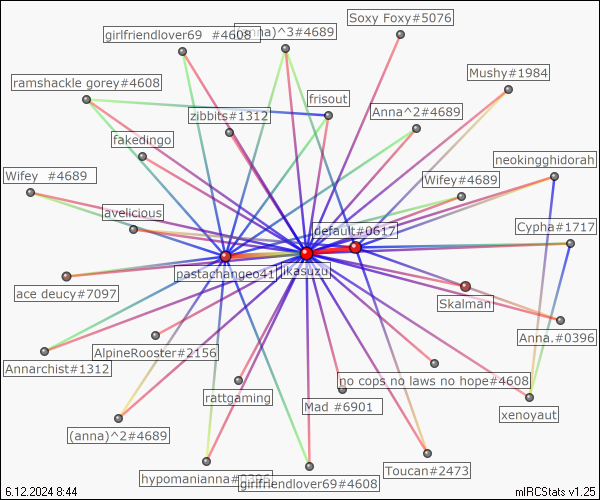 Soxy Foxy#5076
girlfriendlover69 #4608
nna)^3#4689
Mushy#1984
ramshackle gorey#4608
frisout
zibbits#1312
Anna^2#4689
fakedingo
neokingghidorah
Wifey #4689
Wifey#4689
avelicious
Cypha#1717
default#0617
pastachangeo41
ikasuzu
ace deucy#7097
Skalman
Anna.#0396
AlpineRooster#2156
Annarchist#1312
no cops no laws no hope#4608
rattgaming
Mad #6901
xenoyaut
(anna)^2#4689
Toucan#2473
girlfriendlover69#4608
6.12.2024 8:44
mIRCStats v1.25